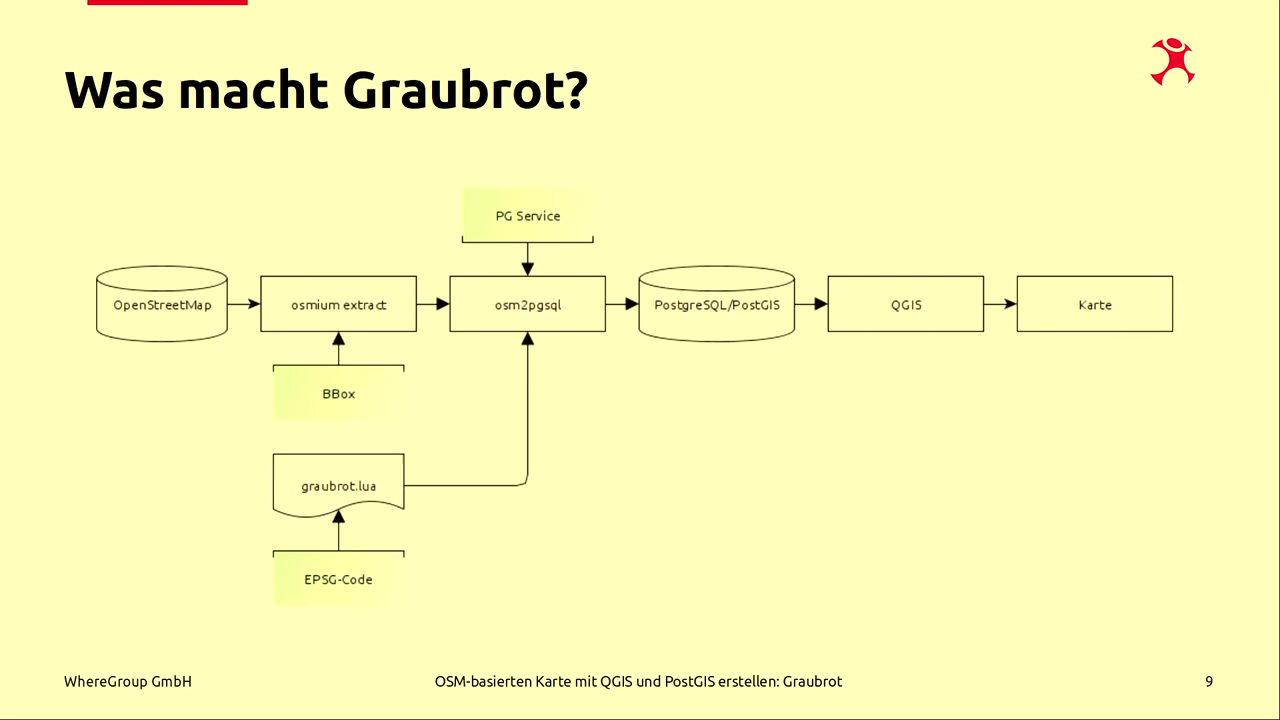 Was macht Graubrot?
PG Service
OpenStreetMap
osmium extract
osm2pgsql
PostgreSQL/PostGIS
QGIS
Karte
BBox
graubrot.lua
EPSG-Code
WhereGroup GmbH
OSM-basierten Karte mit QGIS und PostGIS erstellen: Graubrot
9